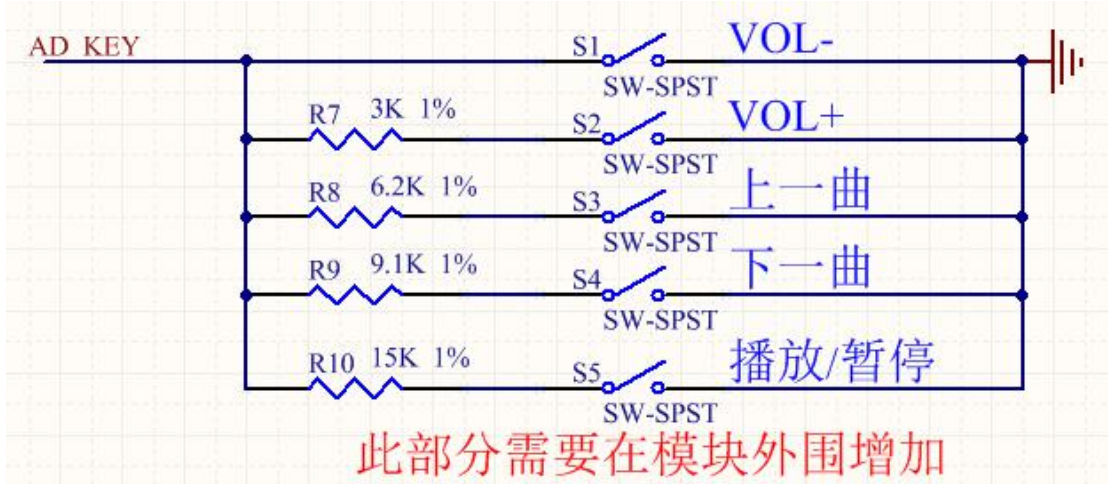 AD KEY
S1 VOL-
SW-SPST
R7 3K 1% S2 VOL+
SW-SPST
R8 6.2K 1% S3 上一曲
SW-SPST
R9 9.1K 1% S4 下一曲
SW-SPST
R10 15K 1% S5 播放/暂停
SW-SPST
此部分需要在模块外围增加